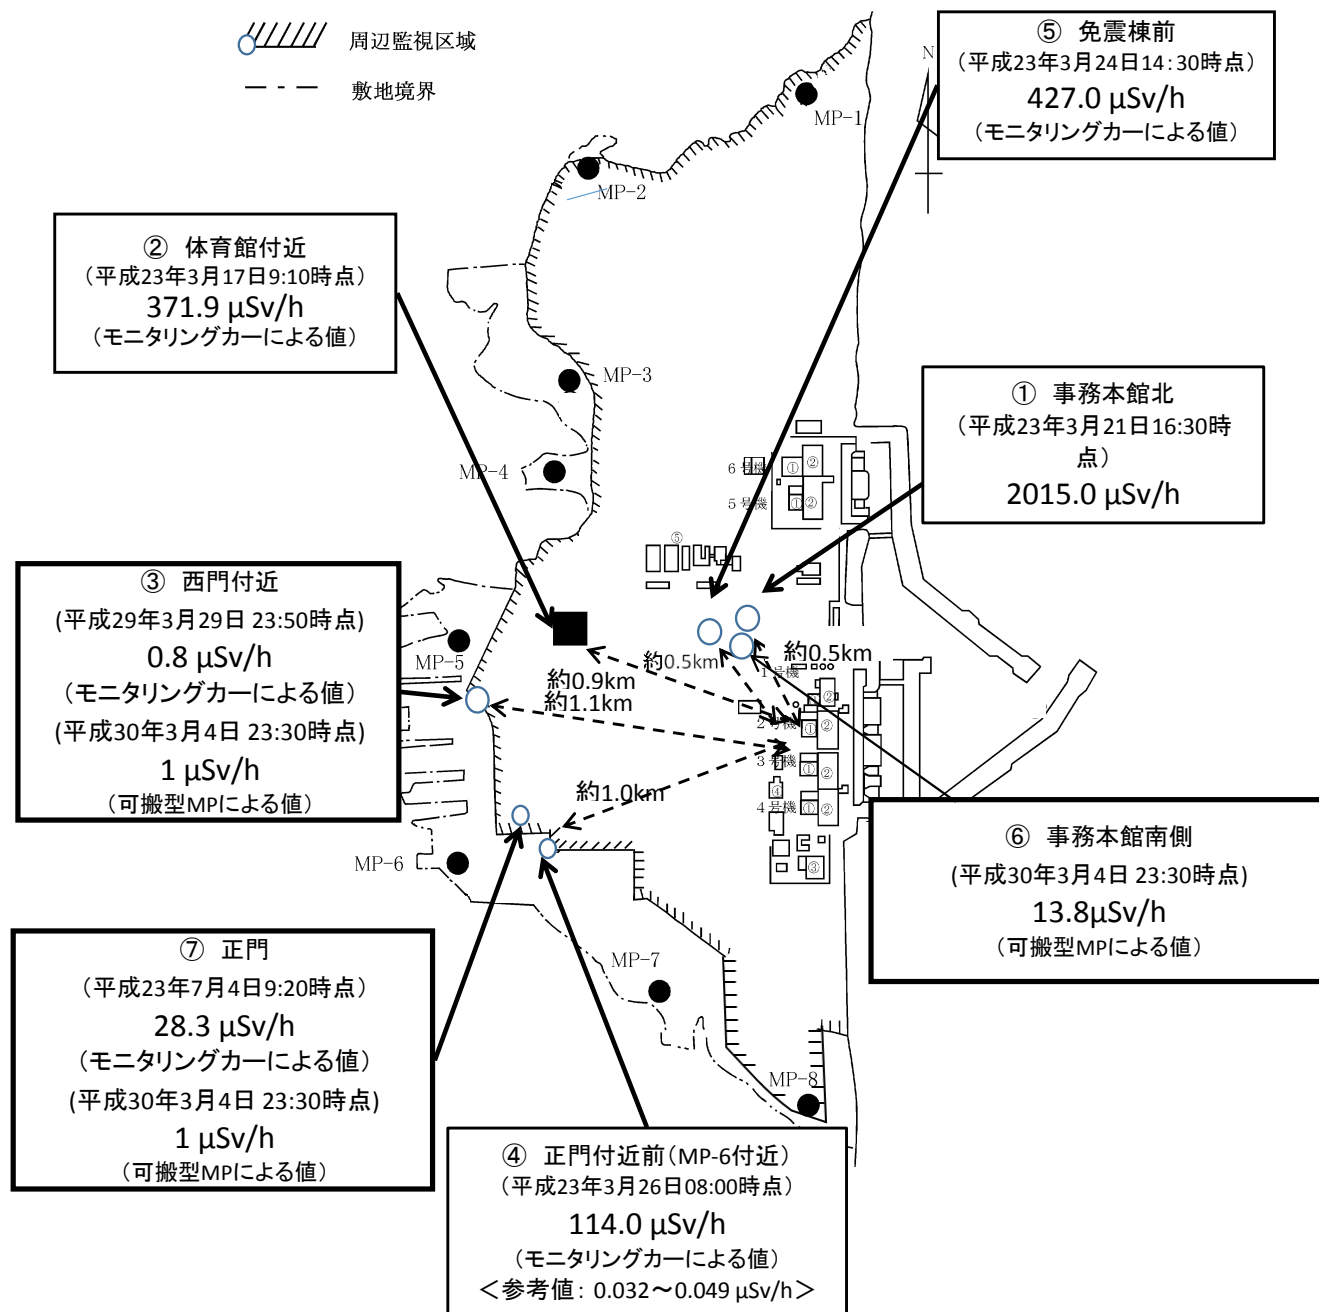 周辺監視区域
敷地境界
⑤ 免震棟前
（平成23年3月24日14:30時点）
427.0 μSv/h
（モニタリングカーによる値）
N
MP-1
MP-2
② 体育館付近
（平成23年3月17日9:10時点）
371.9 μSv/h
（モニタリングカーによる値）
MP-3
① 事務本館北
（平成23年3月21日16:30時
点）
2015.0 μSv/h
MP-4
６号機
① ②
５号機
① ②
⑤
③ 西門付近
(平成29年3月29日 23:50時点)
0.8 μSv/h
（モニタリングカーによる値）
(平成30年3月4日 23:30時点)
1 μSv/h
（可搬型MPによる値）
MP-5
約0.5km
約0.5km
約0.9km
約1.1km
１号機
②
２号機
① ②
３号機
① ②
④
４号機
① ②
③
約1.0km
⑥ 事務本館南側
(平成30年3月4日 23:30時点)
13.8μSv/h
（可搬型MPによる値）
MP-6
⑦ 正門
（平成23年7月4日9:20時点）
28.3 μSv/h
（モニタリングカーによる値）
(平成30年3月4日 23:30時点)
1 μSv/h
（可搬型MPによる値）
MP-7
MP-8
④ 正門付近前（MP-6付近）
（平成23年3月26日08:00時点）
114.0 μSv/h
（モニタリングカーによる値）
＜参考値：0.032～0.049 μSv/h＞